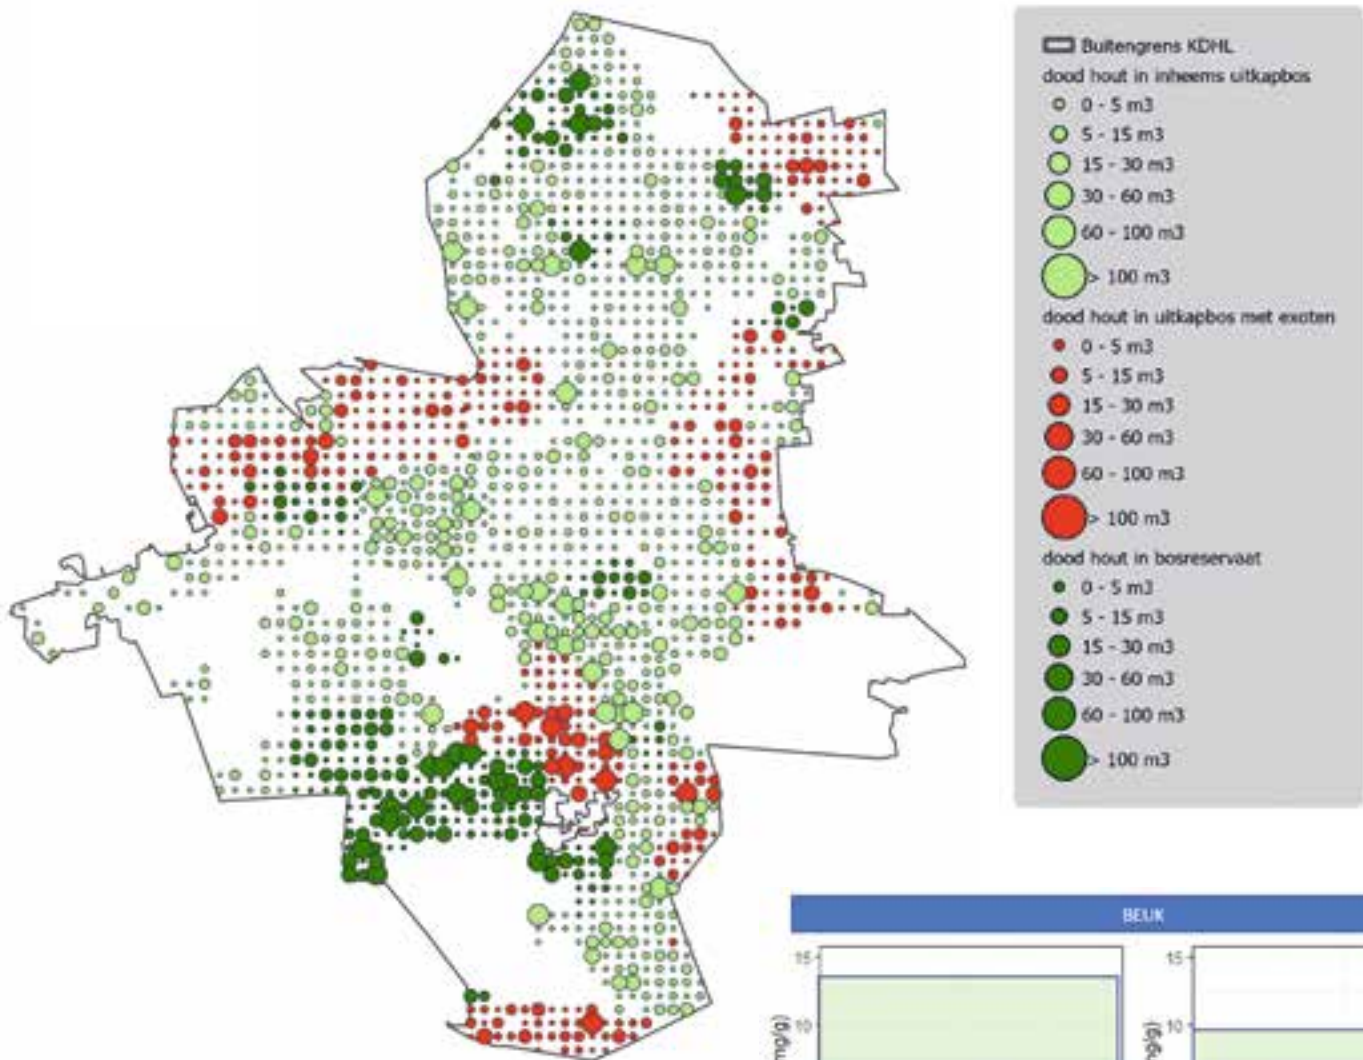 Buitengrens KDHL
dood hout in inheems uitkapbos
0 - 5 m3
5 - 15 m3
15 - 30 m3
30 - 60 m3
60 - 100 m3
> 100 m3
dood hout in uitkapbos met exoten
0 - 5 m3
5 - 15 m3
15 - 30 m3
30 - 60 m3
60 - 100 m3
> 100 m3
dood hout in bosreservaat
0 - 5 m3
5 - 15 m3
15 - 30 m3
30 - 60 m3
60 - 100 m3
> 100 m3
BEUK
15
15
10
10